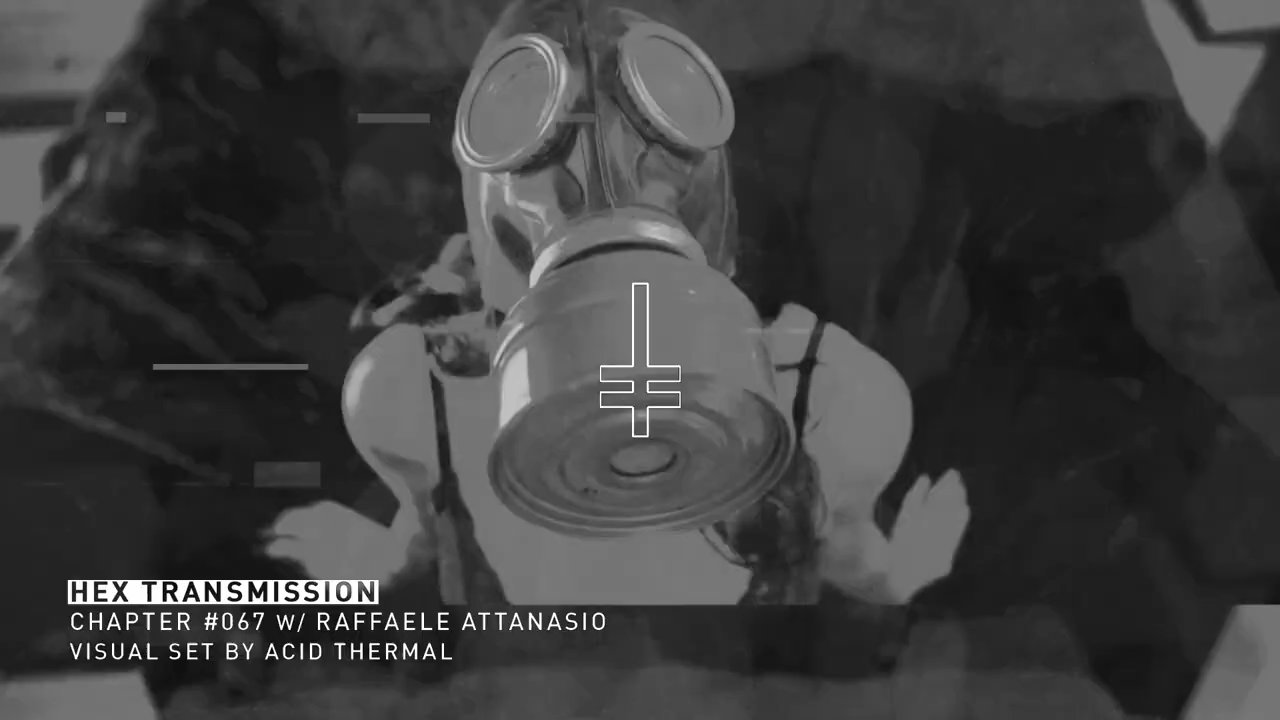 HEX TRANSMISSION
CHAPTER #067 W/ RAFFAELE ATTANASIO
VISUAL SET BY ACID THERMAL